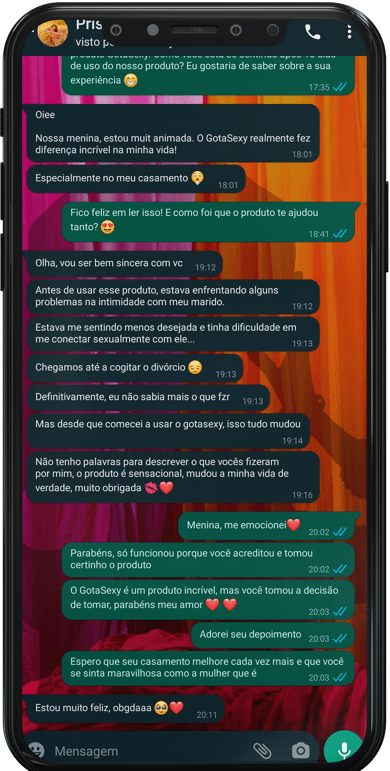 Pris
visto
produto GotaSexy. Como você está se sentindo após 10 dias
de uso do nosso produto? Eu gostaria de saber sobre a sua
experiência 😁
17:35
Oiee
Nossa menina, estou muit animada. O GotaSexy realmente fez
diferença incrível na minha vida!
18:01
Especialmente no meu casamento 😲
18:01
Fico feliz em ler isso! E como foi que o produto te ajudou
tanto? 😍
18:41
Olha, vou ser bem sincera com vc
19:12
Antes de usar esse produto, estava enfrentando alguns
problemas na intimidade com meu marido.
19:12
Estava me sentindo menos desejada e tinha dificuldade em
me conectar sexualmente com ele...
19:13
Chegamos até a cogitar o divórcio 😔
19:13
Definitivamente, eu não sabia mais o que fzr
19:13
Mas desde que comecei a usar o gotasexy, isso tudo mudou
19:14
Não tenho palavras para descrever o que vocês fizeram
por mim, o produto é sensacional, mudou a minha vida de
verdade, muito obrigada 💋❤️
19:16
Menina, me emocionei❤️
20:02
Parabéns, só funcionou porque você acreditou e tomou
certinho o produto
20:02
O GotaSexy é um produto incrível, mas você tomou a decisão
de tomar, parabéns meu amor ❤️ ❤️
20:03
Adorei seu depoimento
20:03
Espero que seu casamento melhore cada vez mais e que você
se sinta maravilhosa como a mulher que é
20:03
Estou muito feliz, obgdaaa 🥹❤️
20:11
Mensagem